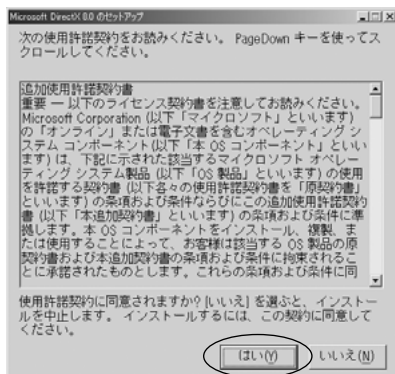 Microsoft DirectX 8.0 のセットアップ
次の使用許諾契約をお読みください。 PageDown キーを使ってス
クロールしてください。
追加使用許諾契約書
重要 — 以下のライセンス契約書を注意してお読みください。
Microsoft Corporation (以下「マイクロソフト」といいます)
の「オンライン」または電子文書を含むオペレーティング シ
ステム コンポーネント(以下「本 OS コンポーネント」といい
ます) は、下記に示された該当するマイクロソフト オペレー
ティング システム製品 (以下「OS 製品」といいます) の使用
を許諾する契約書 (以下各々の使用許諾契約書を「原契約書」
といいます) の条項および条件ならびにこの追加使用許諾契約
書 (以下「本追加契約書」といいます) の条項および条件に準
拠します。本 OS コンポーネントをインストール、複製、ま
たは使用することによって、お客様は該当する OS 製品の原
契約書および本追加契約書の条項および条件に拘束されるこ
とに承諾されたものとします。これらの条項および条件に同
使用許諾契約に同意されますか? [いいえ] を選ぶと、インストー
ルを中止します。 インストールするには、この契約に同意して
ください。
はい(Y) いいえ(N)